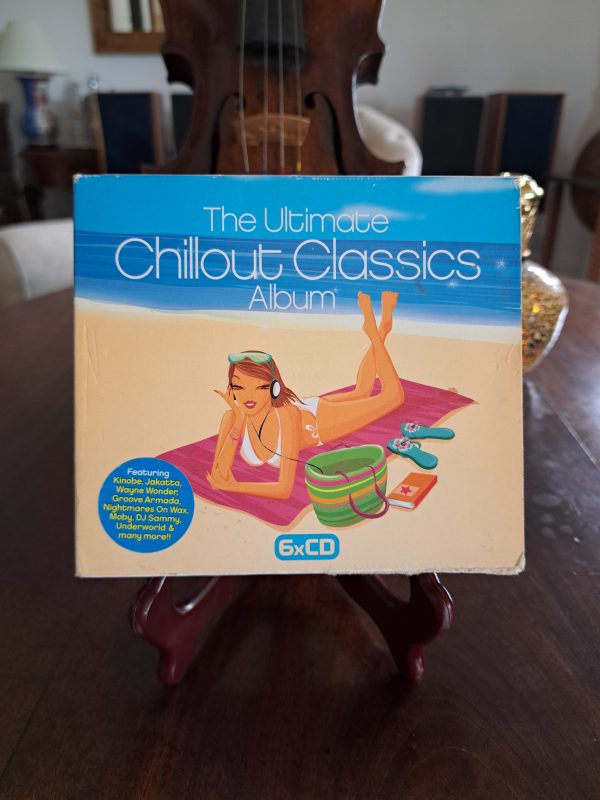 The Ultimate
Chillout Classics
Album
Featuring
Kinobe, Jakatta,
Wayne Wonder,
Groove Armada,
Nightmares On Wax,
Moby, DJ Sammy,
Underworld &
many more!!
6xCD